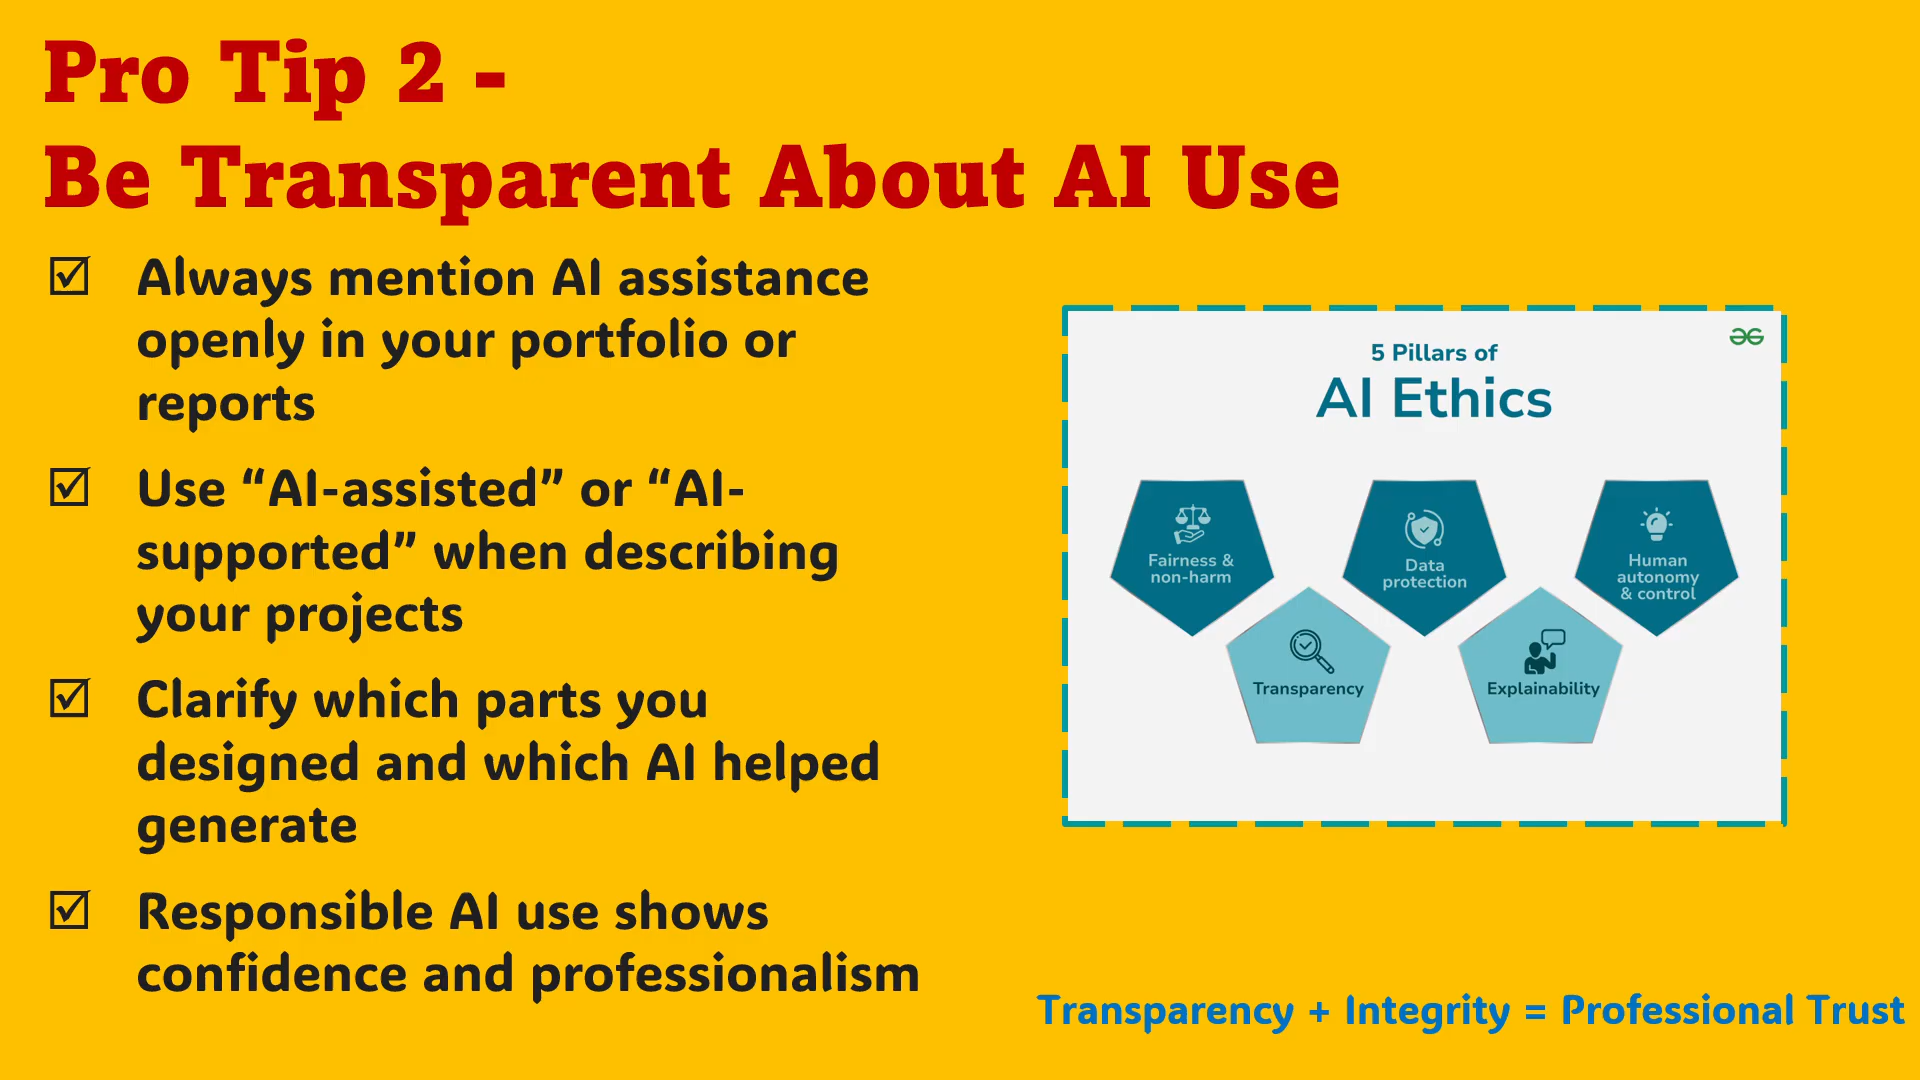 Pro Tip 2 -
Be Transparent About AI Use
Always mention AI assistance
openly in your portfolio or
reports
Use “AI-assisted” or “AI-
supported” when describing
your projects
Clarify which parts you
designed and which AI helped
generate
Responsible AI use shows
confidence and professionalism
5 Pillars of
AI Ethics
Fairness &
non-harm
Data
protection
Human
autonomy
& control
Transparency
Explainability
Transparency + Integrity = Professional Trust